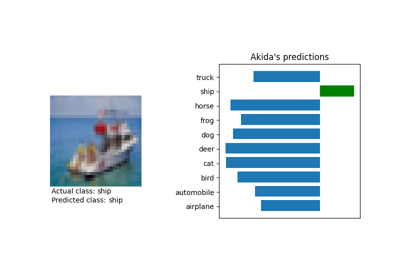 Akida's predictions
truck
ship
horse
frog
dog
deer
cat
bird
automobile
airplane
Actual class: ship
Predicted class: ship